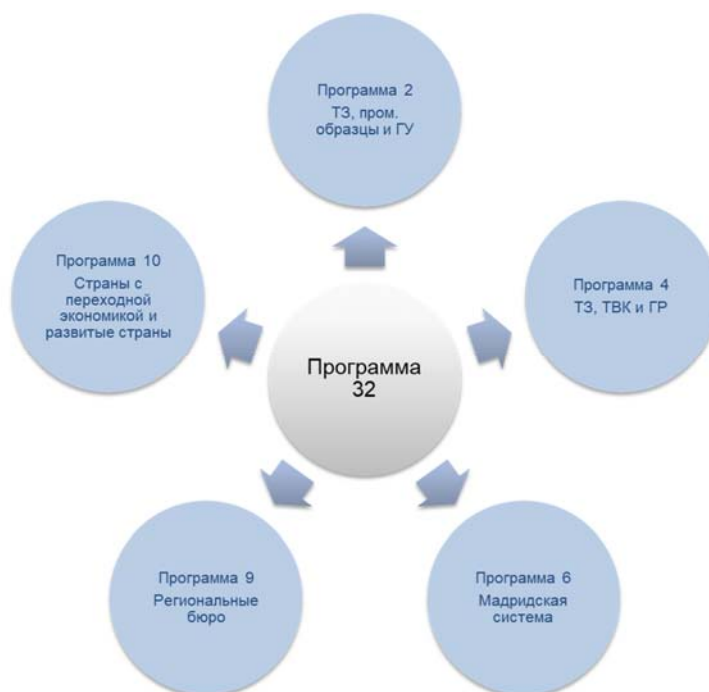 Программа 2
ТЗ, пром.
образцы и ГУ
Программа 10
Страны с
переходной
экономикой и
развитые страны
Программа 4
ТЗ, ТВК и ГР
Программа
32
Программа 9
Региональные
бюро
Программа 6
Мадридская
система